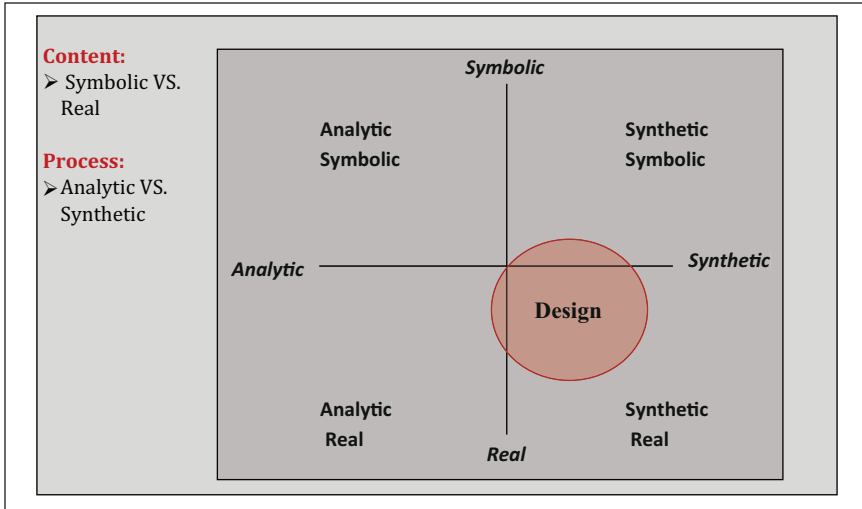 Content:
➢ Symbolic VS.
Real
Process:
➢ Analytic VS.
Synthetic
Symbolic
Analytic
Symbolic
Synthetic
Symbolic
Analytic
Synthetic
Design
Analytic
Real
Synthetic
Real
Real